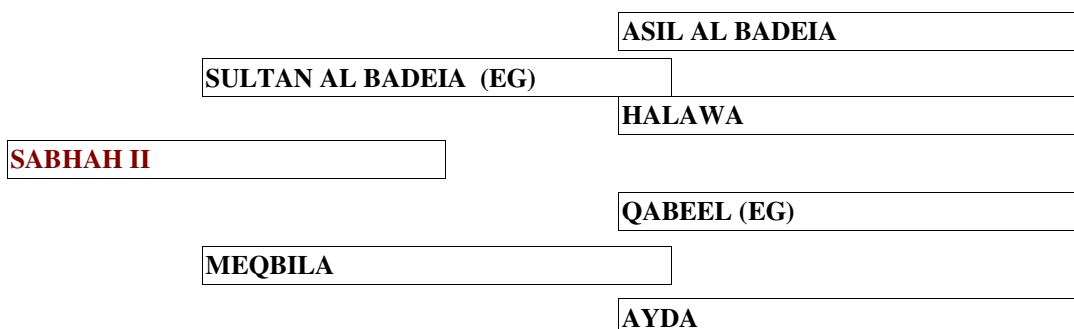 ASIL AL BADEIA
SULTAN AL BADEIA (EG)
HALAWA
SABHAH II
QABEEL (EG)
MEQBILA
AYDA